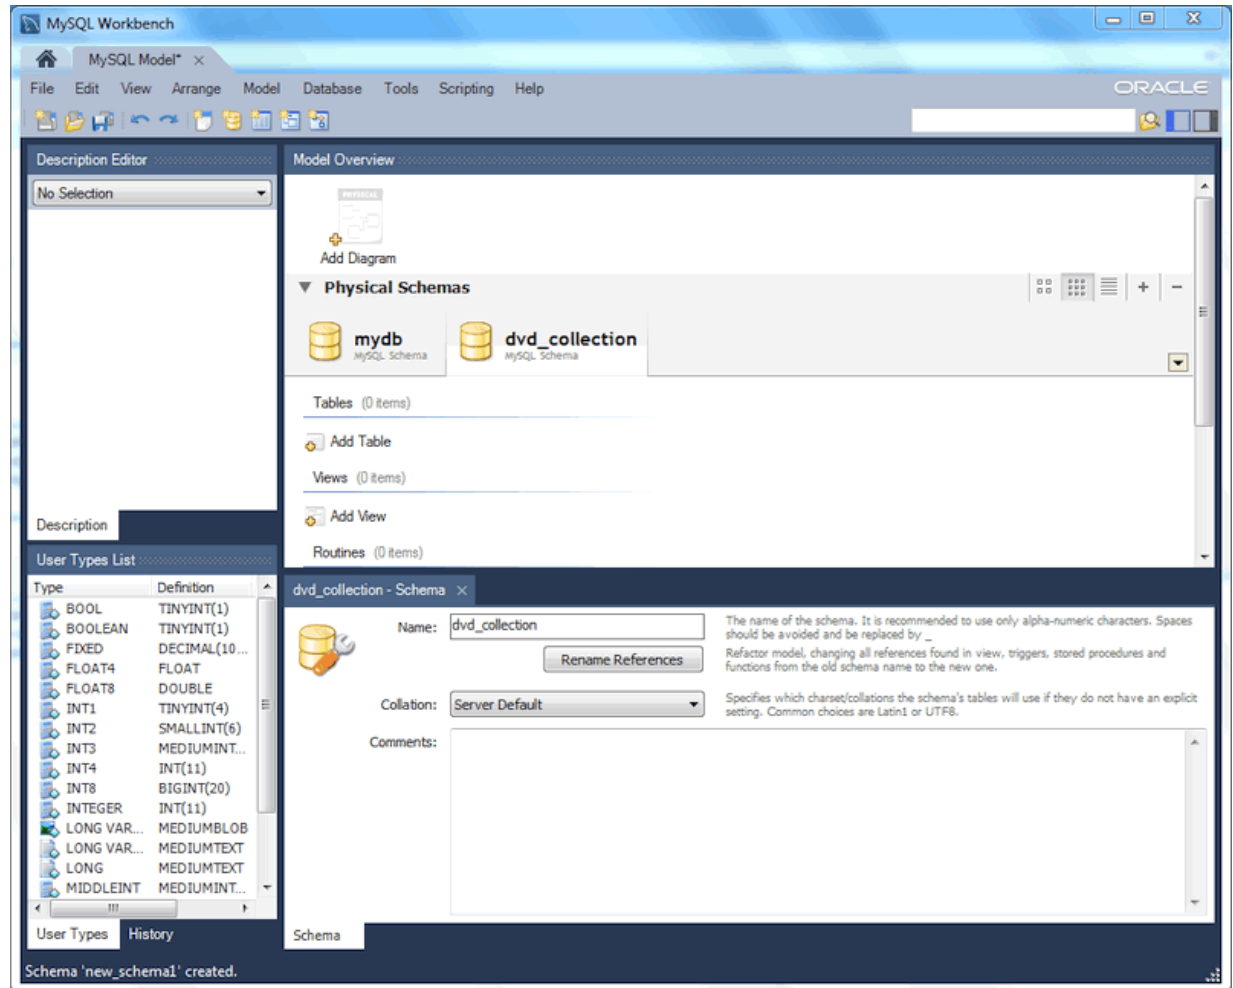 MySQL Workbench
MySQL Model* ×
File Edit View Arrange Model Database Tools Scripting Help
ORACLE
Description Editor
No Selection
Description
User Types List
Type Definition
BOOL TINYINT(1)
BOOLEAN TINYINT(1)
FIXED DECIMAL(10...
FLOAT4 FLOAT
FLOAT8 DOUBLE
INT1 TINYINT(4)
INT2 SMALLINT(6)
INT3 MEDIUMINT...
INT4 INT(11)
INT8 BIGINT(20)
INTEGER INT(11)
LONG VAR... MEDIUMBLOB
LONG VAR... MEDIUMTEXT
LONG MEDIUMTEXT
MIDDLEINT MEDIUMINT...
User Types History
Model Overview
PHYSICAL
Add Diagram
Physical Schemas
mydb
MySQL Schema
dvd_collection
MySQL Schema
Tables (0 items)
Add Table
Views (0 items)
Add View
Routines (0 items)
dvd_collection - Schema ×
Name: dvd_collection
The name of the schema. It is recommended to use only alpha-numeric characters. Spaces
should be avoided and be replaced by _
Rename References
Refactor model, changing all references found in view, triggers, stored procedures and
functions from the old schema name to the new one.
Collation: Server Default
Specifies which charset/collations the schema's tables will use if they do not have an explicit
setting. Common choices are Latin1 or UTF8.
Comments:
Schema
Schema 'new_schema1' created.